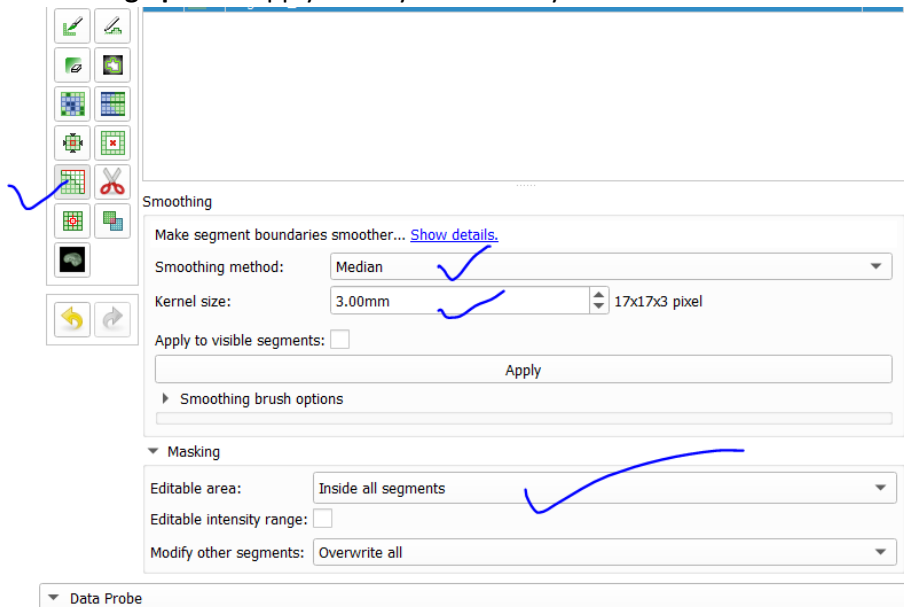 Smoothing
Make segment boundaries smoother... Show details.
Smoothing method: Median
Kernel size: 3.00mm 17x17x3 pixel
Apply to visible segments:
Apply
Smoothing brush options
Masking
Editable area: Inside all segments
Editable intensity range:
Modify other segments: Overwrite all
Data Probe